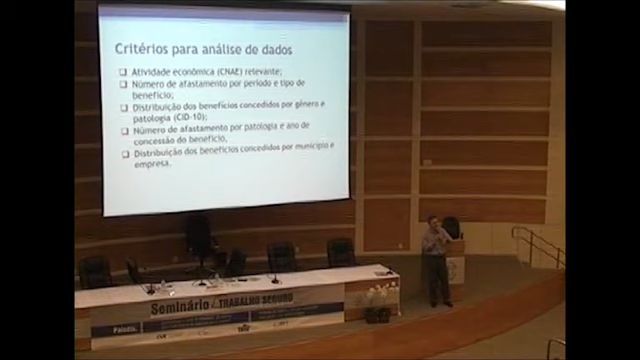 Critérios para análise de dados
❑ Atividade econômica (CNAE) relevante;
❑ Número de afastamento por período e tipo de
benefício;
❑ Distribuição dos benefícios concedidos por gênero e
patologia (CID-10);
❑ Número de afastamento por patologia e ano de
concessão do benefício,
❑ Distribuição dos benefícios concedidos por município e
empresa.
Seminário TRABALHO SEGURO